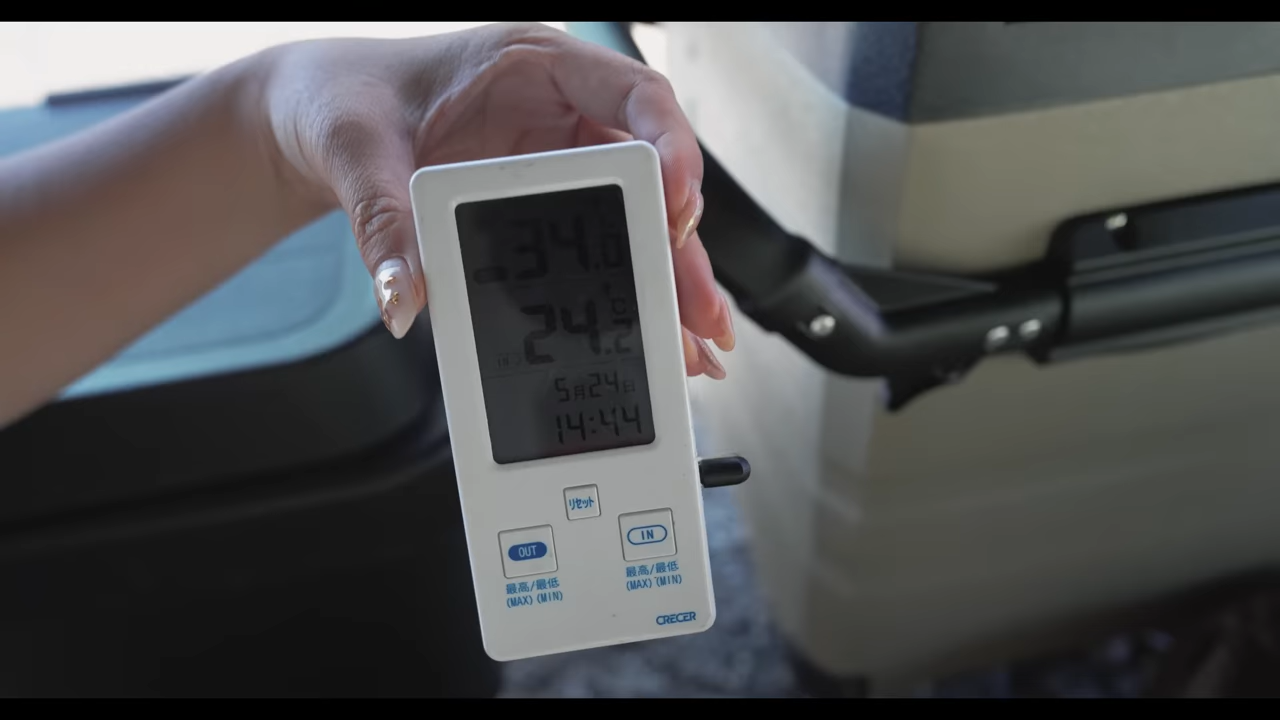 -34.0
°C
24.2
5月24日
14:44
リセット
OUT
IN
最高/最低
(MAX) (MIN)
最高/最低
(MAX) (MIN)
CRECER